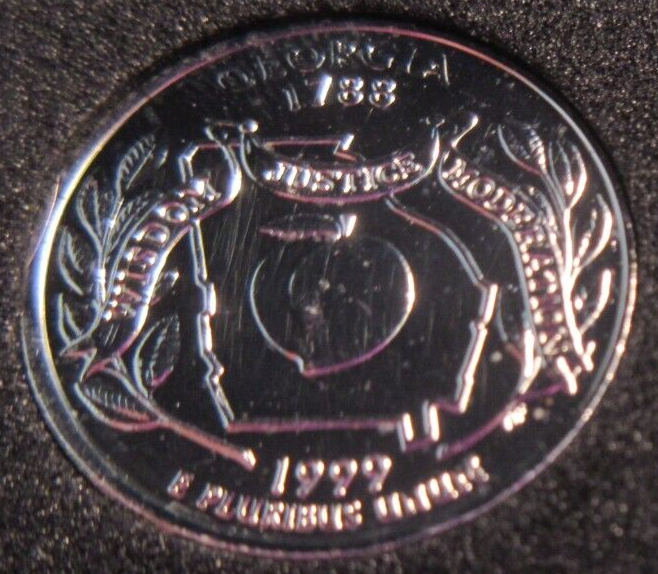 GEORGIA
1788
WISDOM
JUSTICE
MODERATION
1999
E PLURIBUS UNUM